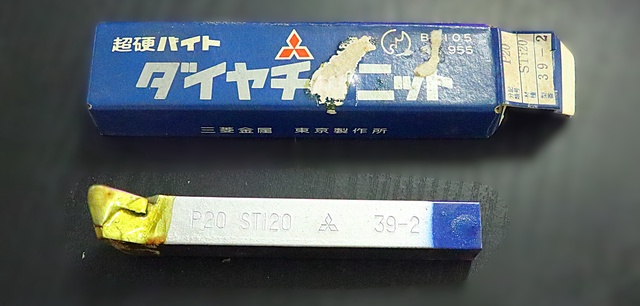 超硬バイト
ダイヤチ ニット
三菱金属 東京製作所
P20
ST120
39-2
P20 ST120 39-2